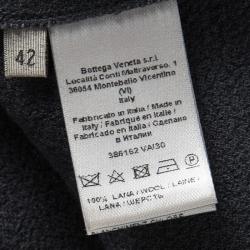 42
Bottega Veneta s.r.l
Località Conti Maltraverso, 1
36054 Montebello Vicentino
(VI)
Italy
Fabbricato in Italia / Made in
Italy / Fabrique en Italie /
Fabricado en Italia / Сделано
в Италии
386162 VAI30
100% LANA / WOOL / LAINE /
LANA / ШЕРСТЬ